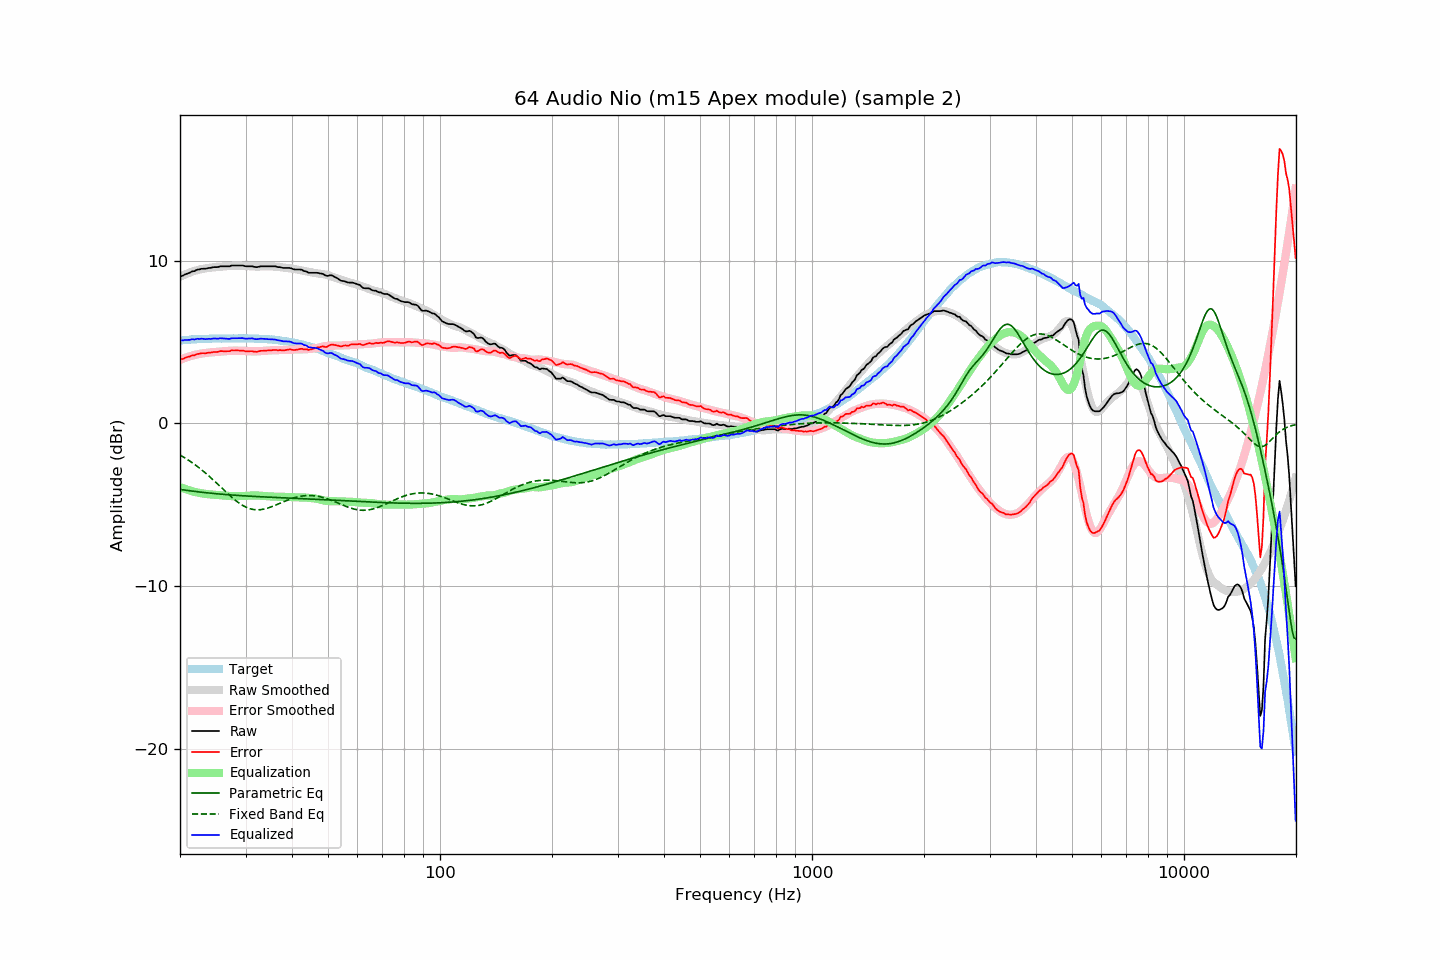 64 Audio Nio (m15 Apex module) (sample 2)
Amplitude (dBr)
10
0
−10
−20
Target
Raw Smoothed
Error Smoothed
Raw
Error
Equalization
Parametric Eq
Fixed Band Eq
Equalized
100
1000
10000
Frequency (Hz)